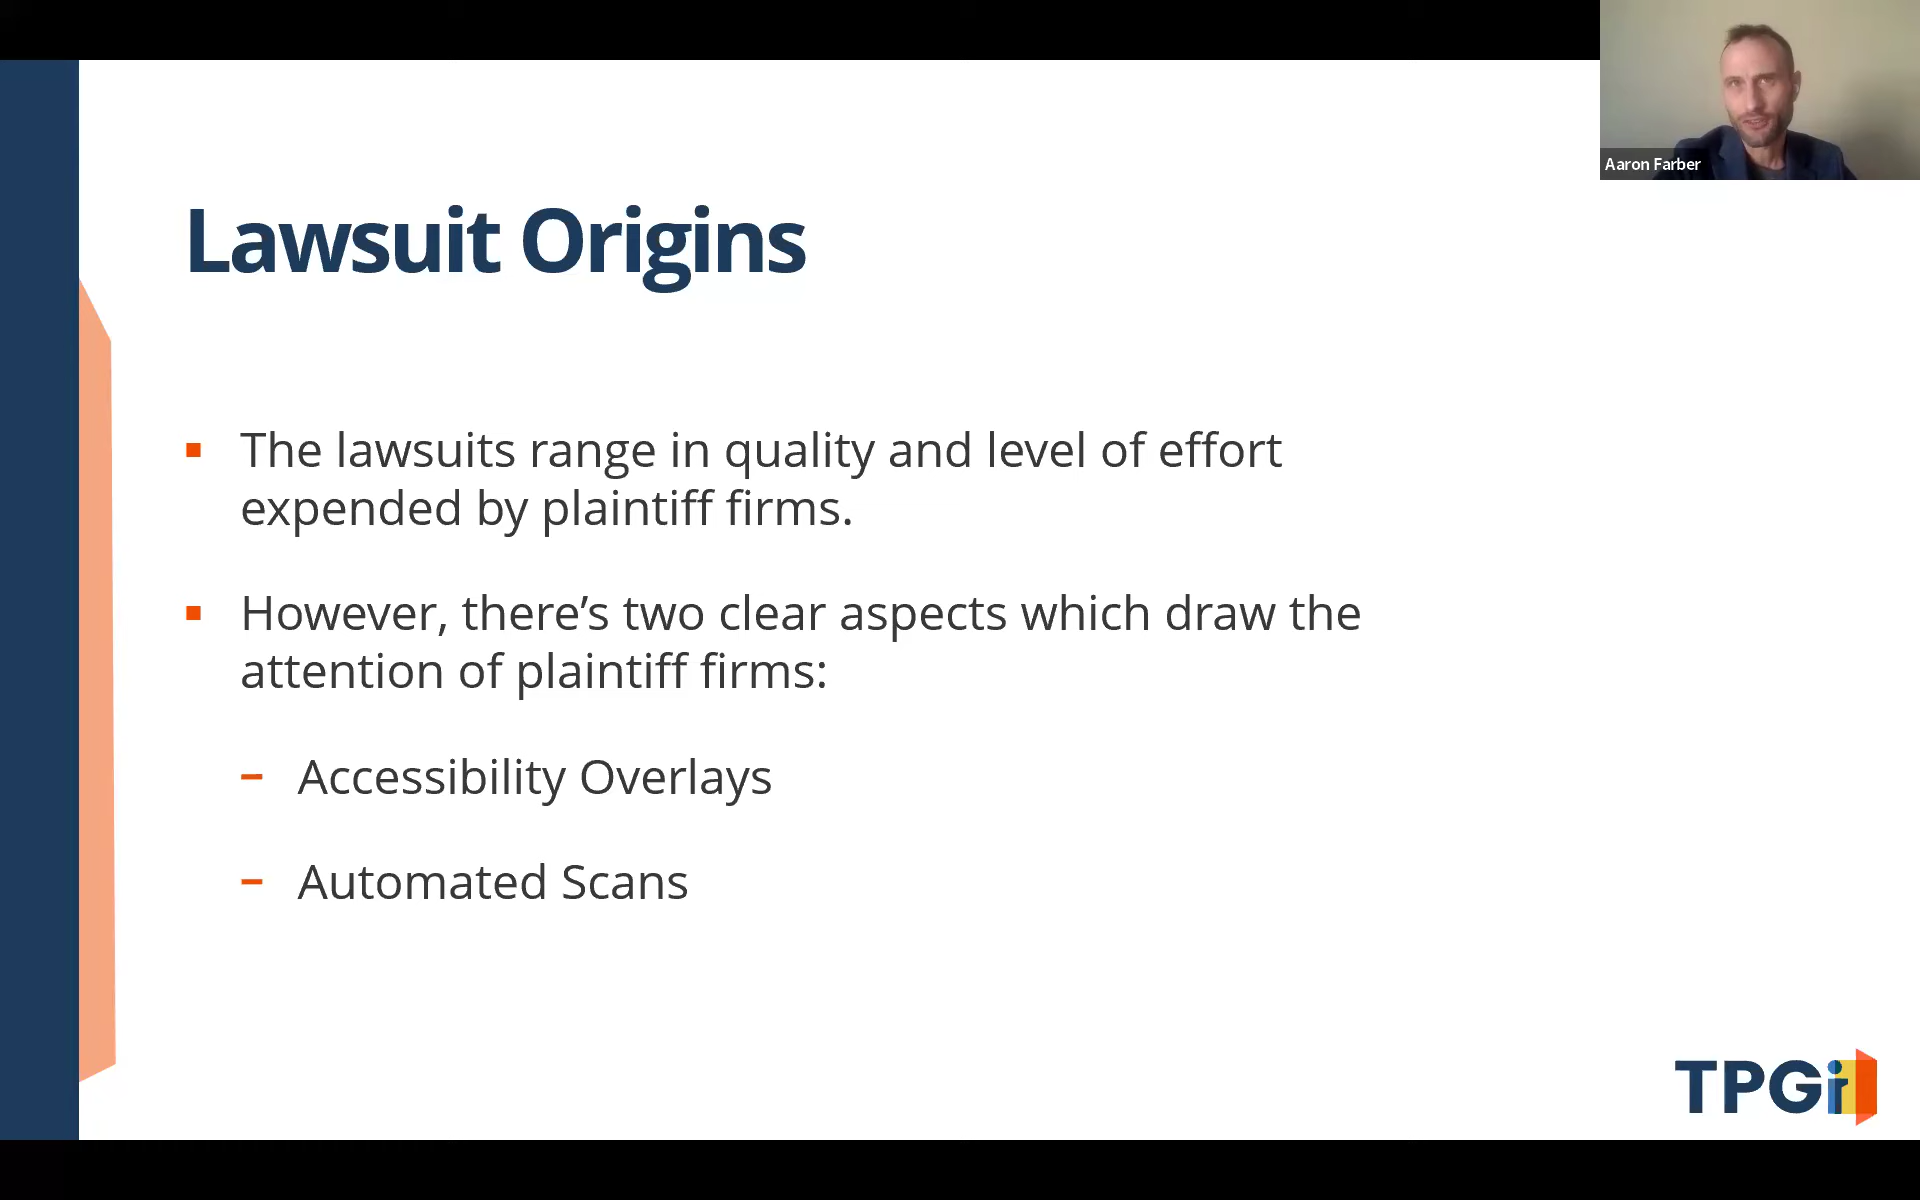 Aaron Farber
Lawsuit Origins
The lawsuits range in quality and level of effort
expended by plaintiff firms.
However, there’s two clear aspects which draw the
attention of plaintiff firms:
Accessibility Overlays
Automated Scans
TPGi